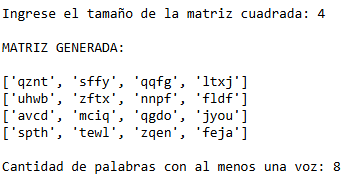 Ingrese el tamaño de la matriz cuadrada: 4
MATRIZ GENERADA:
['qznt', 'sffy', 'qqfg', 'ltxj']
['uhwb', 'zftx', 'nnpf', 'fldf']
['avcd', 'mciq', 'qgdo', 'jyou']
['spth', 'tewl', 'zqen', 'feja']
Cantidad de palabras con al menos una voz: 8